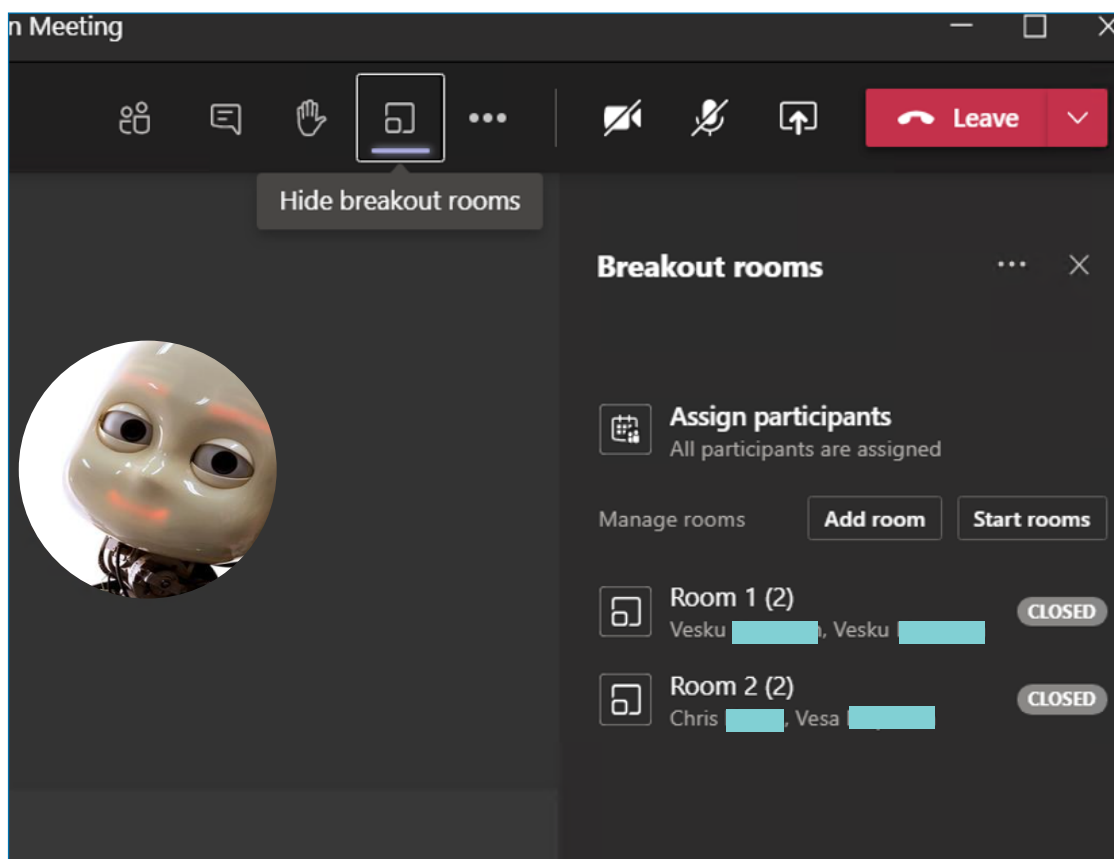 n Meeting
Leave
Hide breakout rooms
Breakout rooms
Assign participants
All participants are assigned
Manage rooms Add room Start rooms
Room 1 (2)
CLOSED
Vesku , Vesku
Room 2 (2)
CLOSED
Chris , Vesa